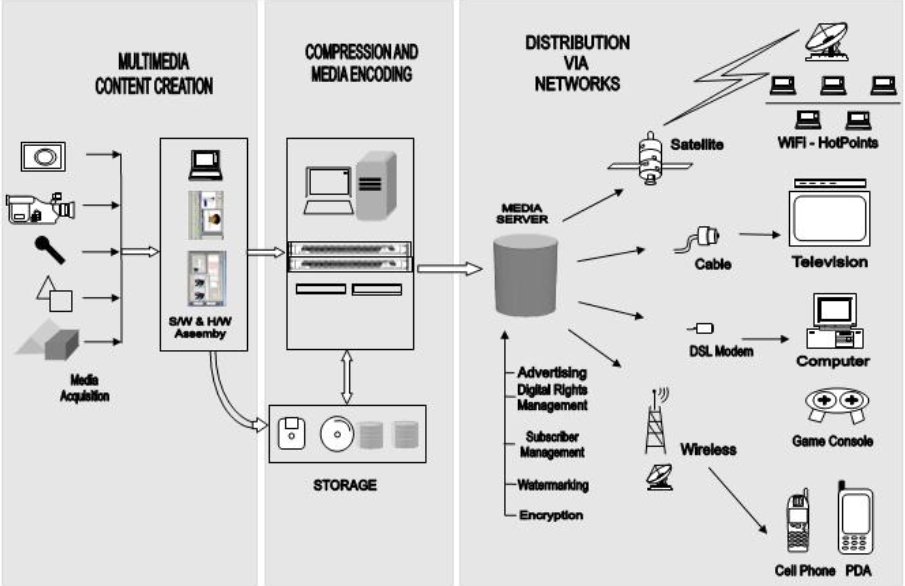 MULTIMEDIA
CONTENT CREATION
Media
Acquisition
S/W & H/W
Assemby
COMPRESSION AND
MEDIA ENCODING
STORAGE
DISTRIBUTION
VIA
NETWORKS
MEDIA
SERVER
Advertising
Digital Rights
Management
Subscriber
Management
Watermarking
Encryption
Satellite
WiFi - HotPoints
Cable
Television
DSL Modem
Computer
Game Console
Wireless
Cell Phone
PDA